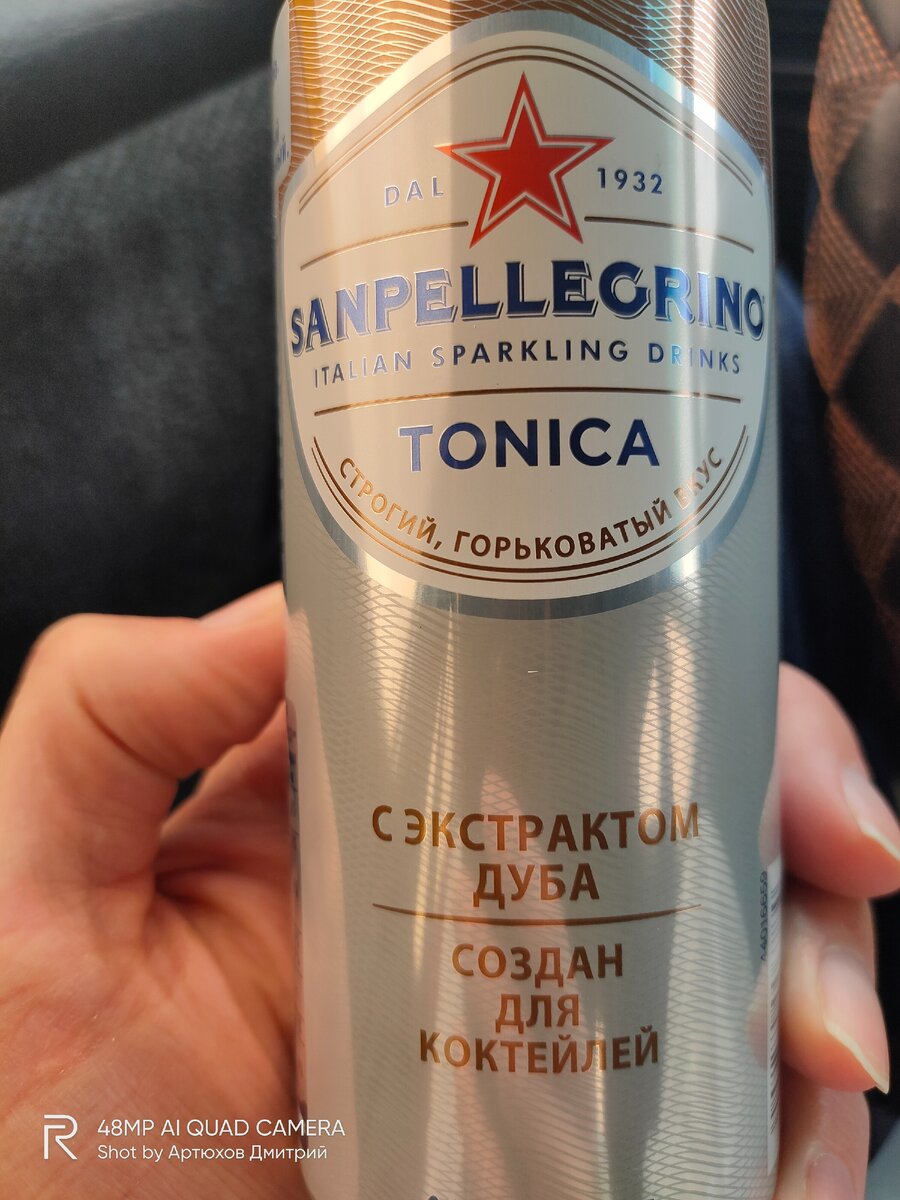 DAL 1932
SANPELLEGRINO
ITALIAN SPARKLING DRINKS
TONICA
СТРОГИЙ, ГОРЬКОВАТЫЙ ВКУС
С ЭКСТРАКТОМ
ДУБА
СОЗДАН
ДЛЯ
КОКТЕЙЛЕЙ
44016659
48MP AI QUAD CAMERA
Shot by Артюхов Дмитрий